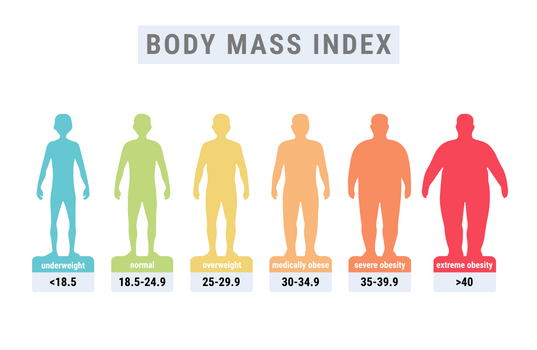 BODY MASS INDEX
underweight
normal
overweight
medically obese
severe obesity
extreme obesity
<18.5
18.5-24.9
25-29.9
30-34.9
35-39.9
>40